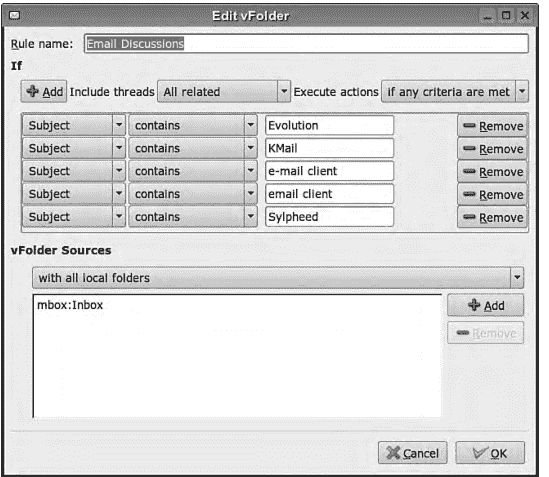 Edit vFolder
Rule name: Email Discussions
If
Add Include threads All related Execute actions if any criteria are met
Subject contains Evolution Remove
Subject contains KMail Remove
Subject contains e-mail client Remove
Subject contains email client Remove
Subject contains Sylpheed Remove
vFolder Sources
with all local folders
mbox:Inbox Add
Remove
Cancel OK